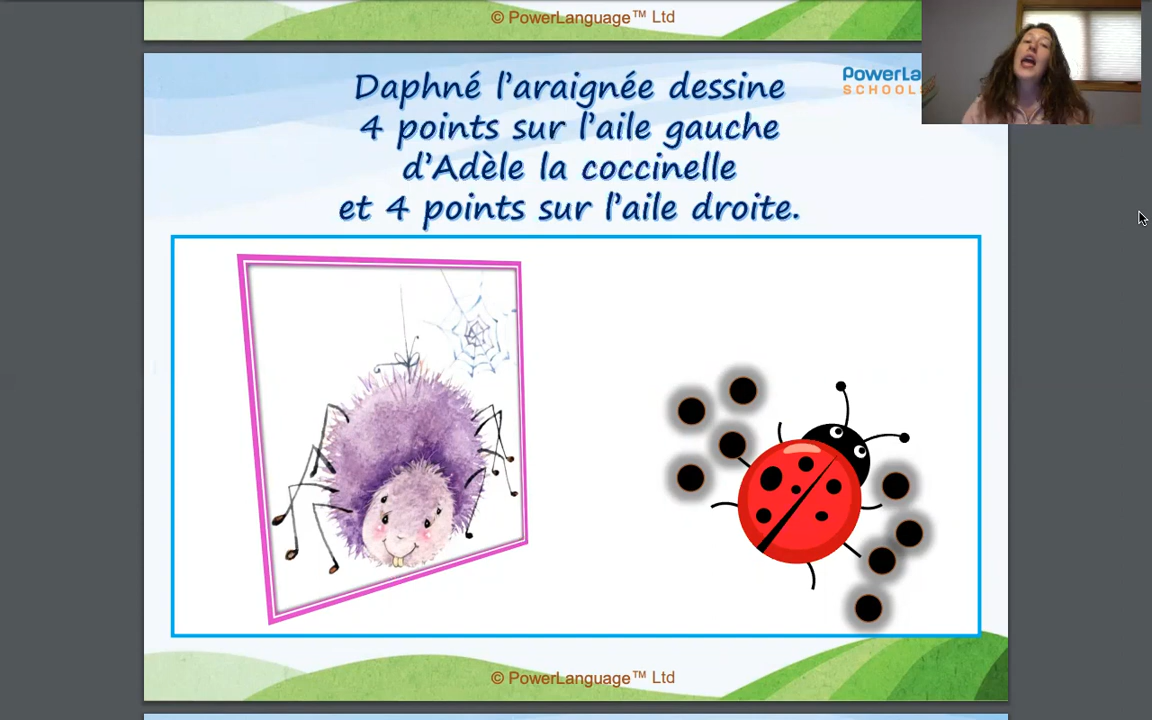 © PowerLanguage™ Ltd
Daphné l'araignée dessine
4 points sur l'aile gauche
d'Adèle la coccinelle
et 4 points sur l'aile droite.
© PowerLanguage™ Ltd